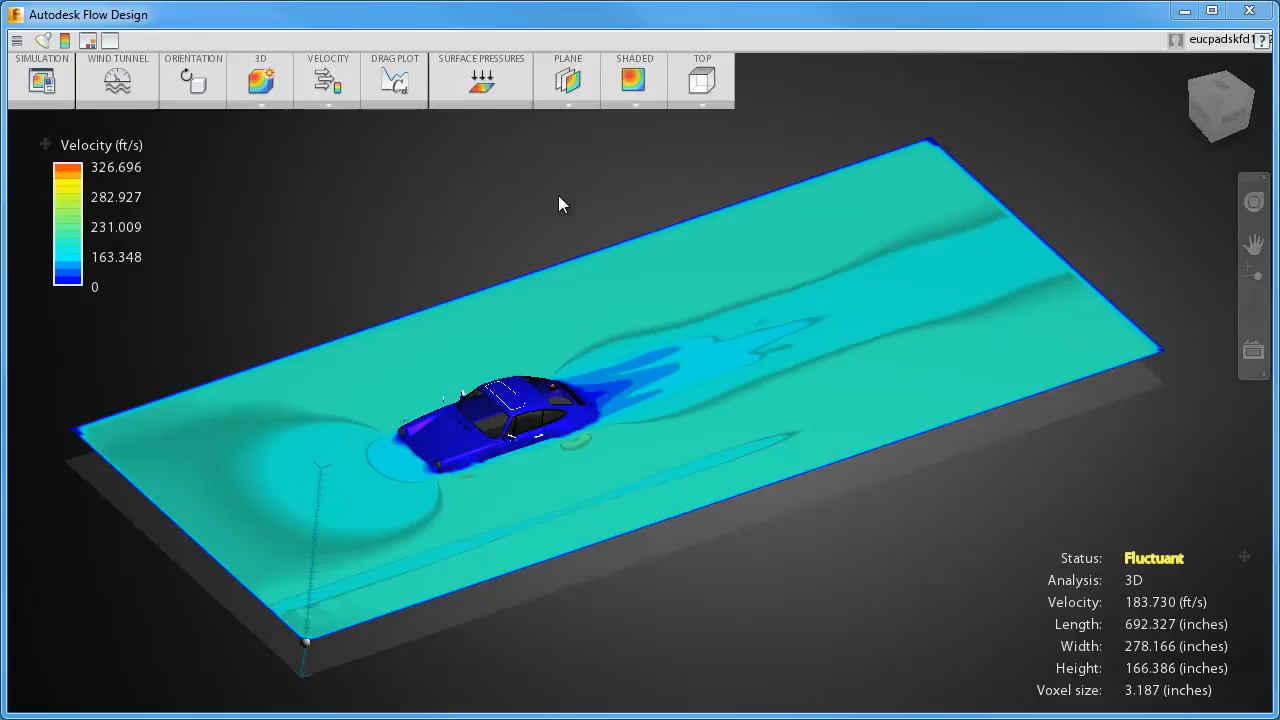 Autodesk Flow Design
eucpadskfd1
SIMULATION WIND TUNNEL ORIENTATION 3D VELOCITY DRAG PLOT SURFACE PRESSURES PLANE SHADED TOP
Velocity (ft/s)
326.696
282.927
231.009
163.348
0
Status: Fluctuant
Analysis: 3D
Velocity: 183.730 (ft/s)
Length: 692.327 (inches)
Width: 278.166 (inches)
Height: 166.386 (inches)
Voxel size: 3.187 (inches)